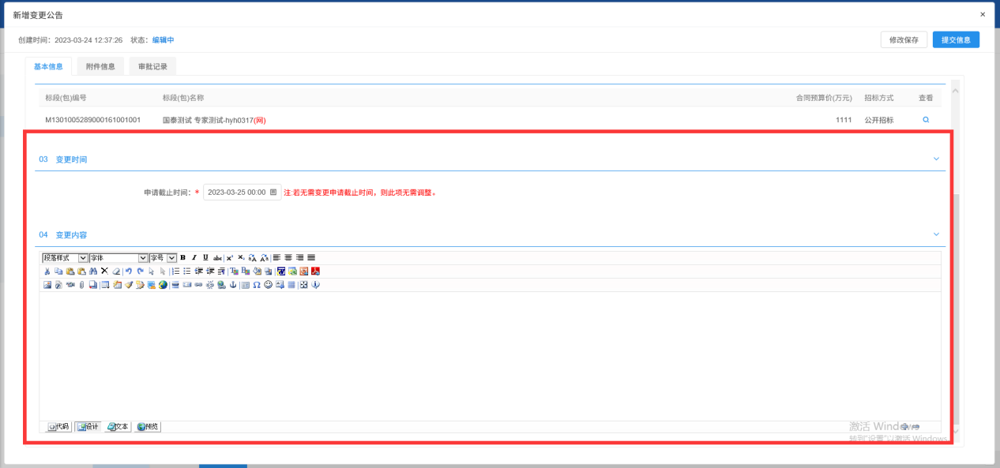 新增变更公告 ×
创建时间：2023-03-24 12:37:26 状态：编辑中 修改保存 提交信息
基本信息 附件信息 审批记录
标段(包)编号 标段(包)名称 合同预算价(万元) 招标方式 查看
M1301005289000161001001 国泰测试 专家测试-hyh0317(网) 1111 公开招标
03 变更时间
申请截止时间：* 2023-03-25 00:00 注:若无需变更申请截止时间，则此项无需调整。
04 变更内容
段落样式 字体 字号 B I U abc
代码 设计 文本 预览
激活 Windows
转到"设置"以激活 Windows。